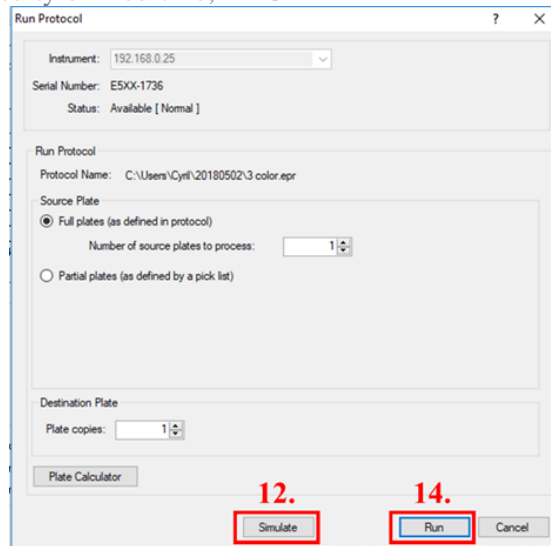 Run Protocol ? X
Instrument: 192.168.0.25
Serial Number: E5XX-1736
Status: Available [ Normal ]
Run Protocol
Protocol Name: C:\Users\Cyril\20180502\3 color.epr
Source Plate
Full plates (as defined in protocol)
Number of source plates to process: 1
Partial plates (as defined by a pick list)
Destination Plate
Plate copies: 1
Plate Calculator
12. 14.
Simulate Run Cancel